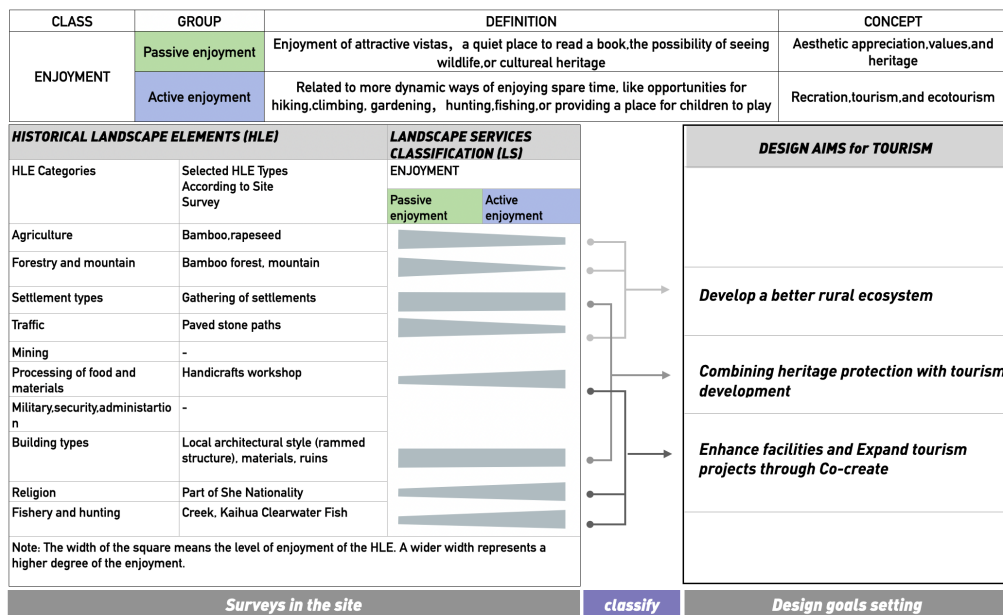 CLASS GROUP DEFINITION CONCEPT
ENJOYMENT
Passive enjoyment
Enjoyment of attractive vistas, a quiet place to read a book,the possibility of seeing
wildlife,or cultureal heritage
Aesthetic appreciation,values,and
heritage
Active enjoyment
Related to more dynamic ways of enjoying spare time, like opportunities for
hiking,climbing, gardening, hunting,fishing,or providing a place for children to play
Recration,tourism,and ecotourism
HISTORICAL LANDSCAPE ELEMENTS (HLE)
LANDSCAPE SERVICES
CLASSIFICATION (LS)
HLE Categories
Selected HLE Types
According to Site
Survey
ENJOYMENT
Passive
enjoyment
Active
enjoyment
Agriculture
Bamboo,rapeseed
Forestry and mountain
Bamboo forest, mountain
Settlement types
Gathering of settlements
Traffic
Paved stone paths
Mining
-
Processing of food and
materials
Handicrafts workshop
Military,security,administartio
n
-
Building types
Local architectural style (rammed
structure), materials, ruins
Religion
Part of She Nationality
Fishery and hunting
Creek, Kaihua Clearwater Fish
Note: The width of the square means the level of enjoyment of the HLE. A wider width represents a
higher degree of the enjoyment.
DESIGN AIMS for TOURISM
Develop a better rural ecosystem
Combining heritage protection with tourism
development
Enhance facilities and Expand tourism
projects through Co-create
Surveys in the site
classify
Design goals setting